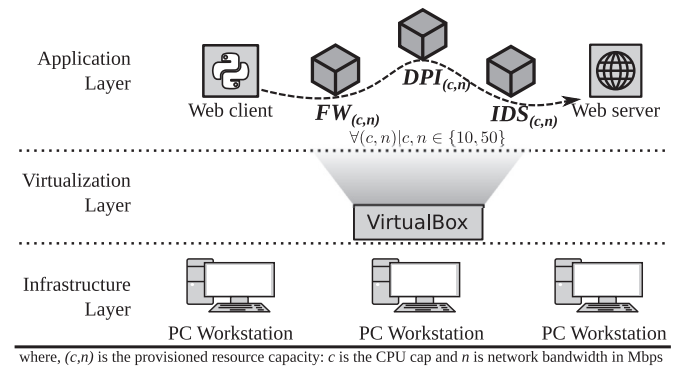 Application
Layer
Web client
FW(c,n)
DPI(c,n)
IDS(c,n)
Web server
∀(c, n)|c, n ∈ {10, 50}
Virtualization
Layer
VirtualBox
Infrastructure
Layer
PC Workstation
PC Workstation
PC Workstation
where, (c,n) is the provisioned resource capacity: c is the CPU cap and n is network bandwidth in Mbps